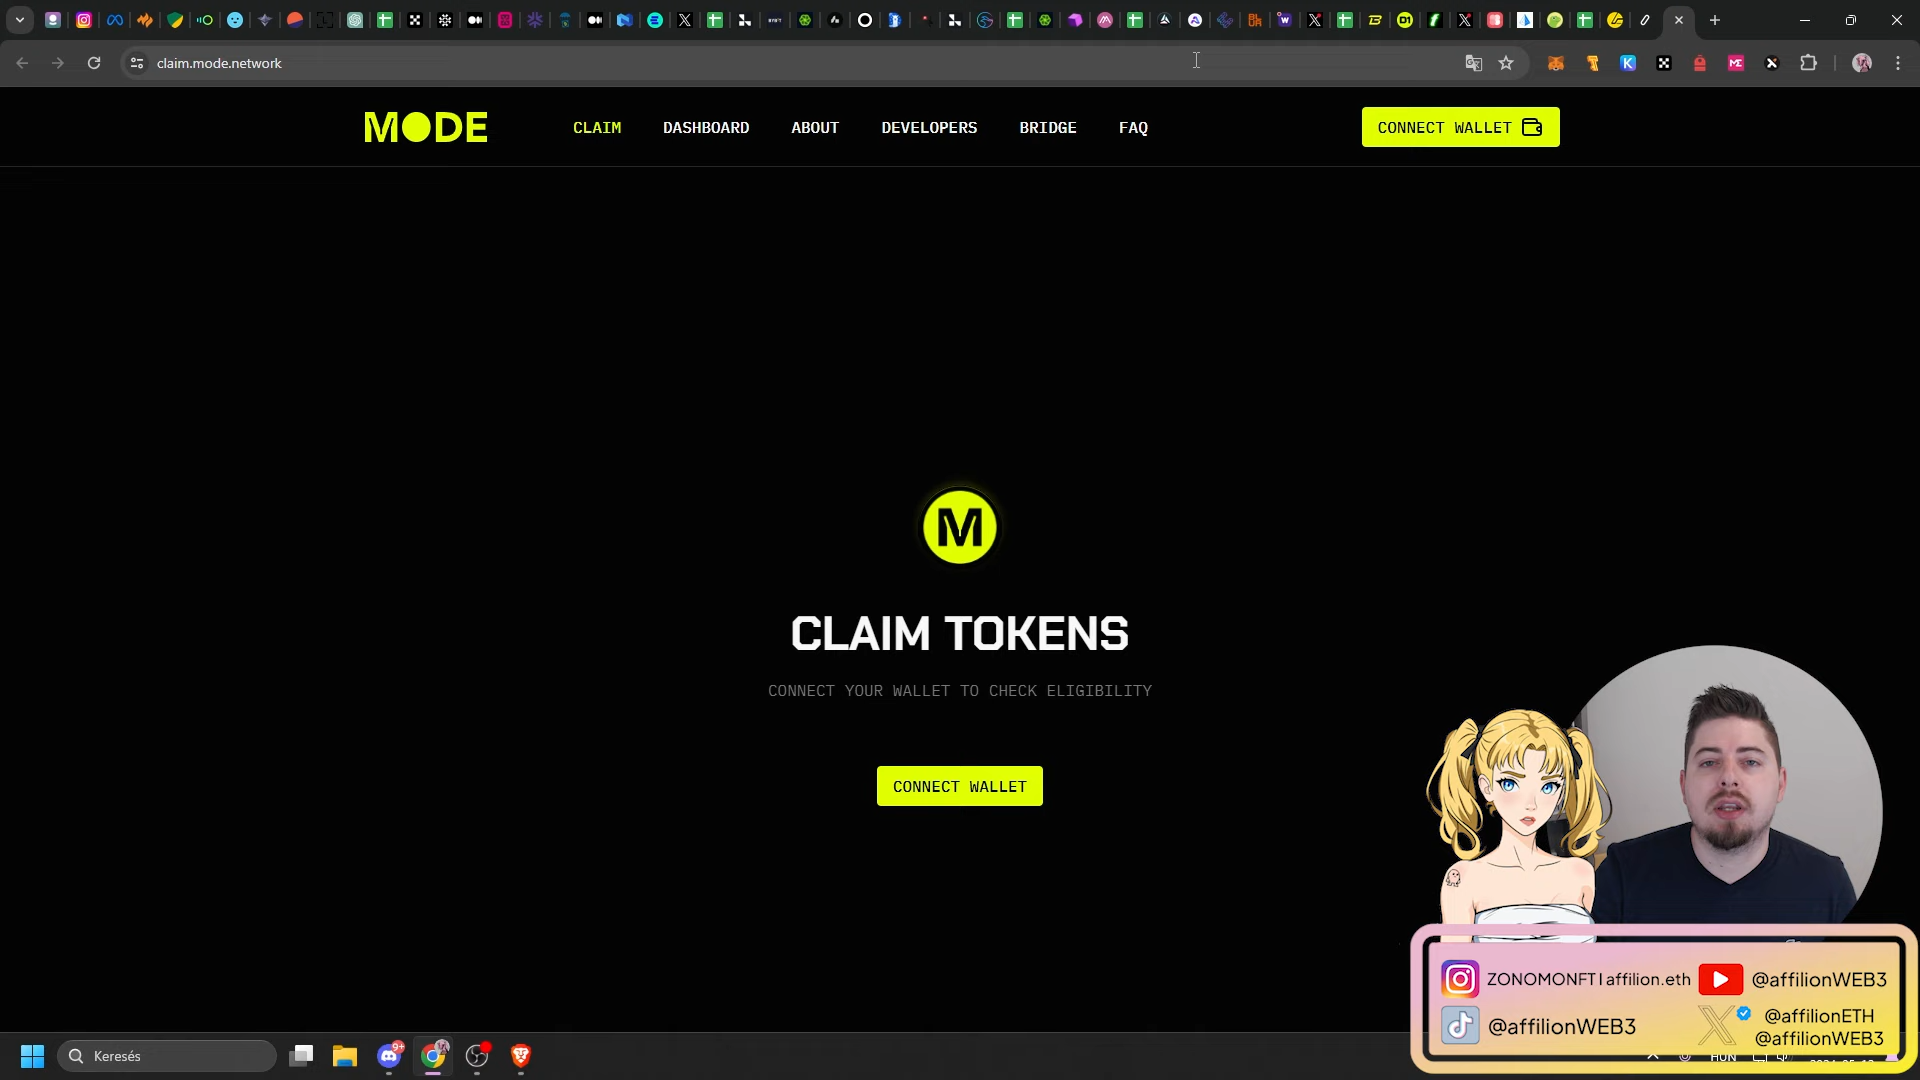 claim.mode.network
MODE
CLAIM
DASHBOARD
ABOUT
DEVELOPERS
BRIDGE
FAQ
CONNECT WALLET
M
CLAIM TOKENS
CONNECT YOUR WALLET TO CHECK ELIGIBILITY
CONNECT WALLET
ZONOMONFT | affilion.eth
@affilionWEB3
@affilionWEB3
@affilionETH
@affilionWEB3
Keresés
9+
HUN